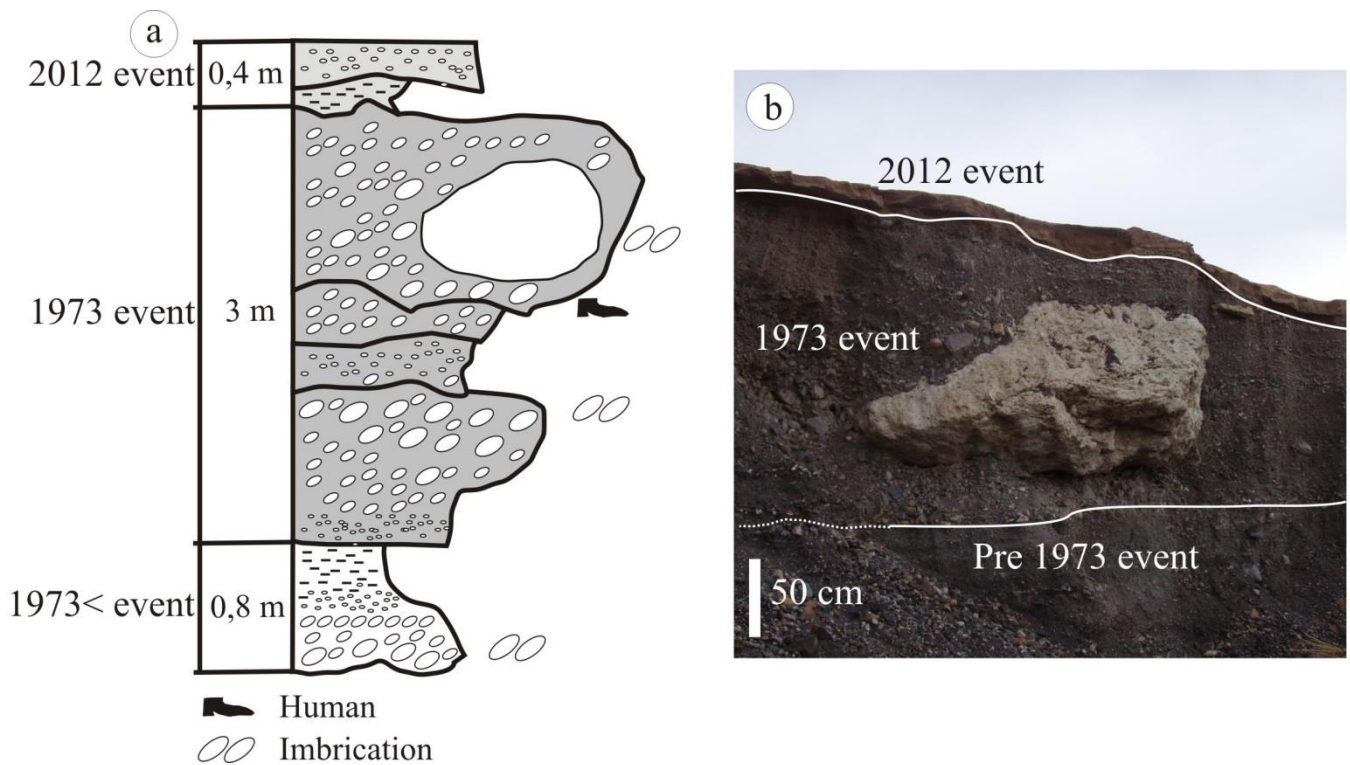 a
2012 event
0,4 m
1973 event
3 m
1973< event
0,8 m
Human
Imbrication
b
2012 event
1973 event
Pre 1973 event
50 cm